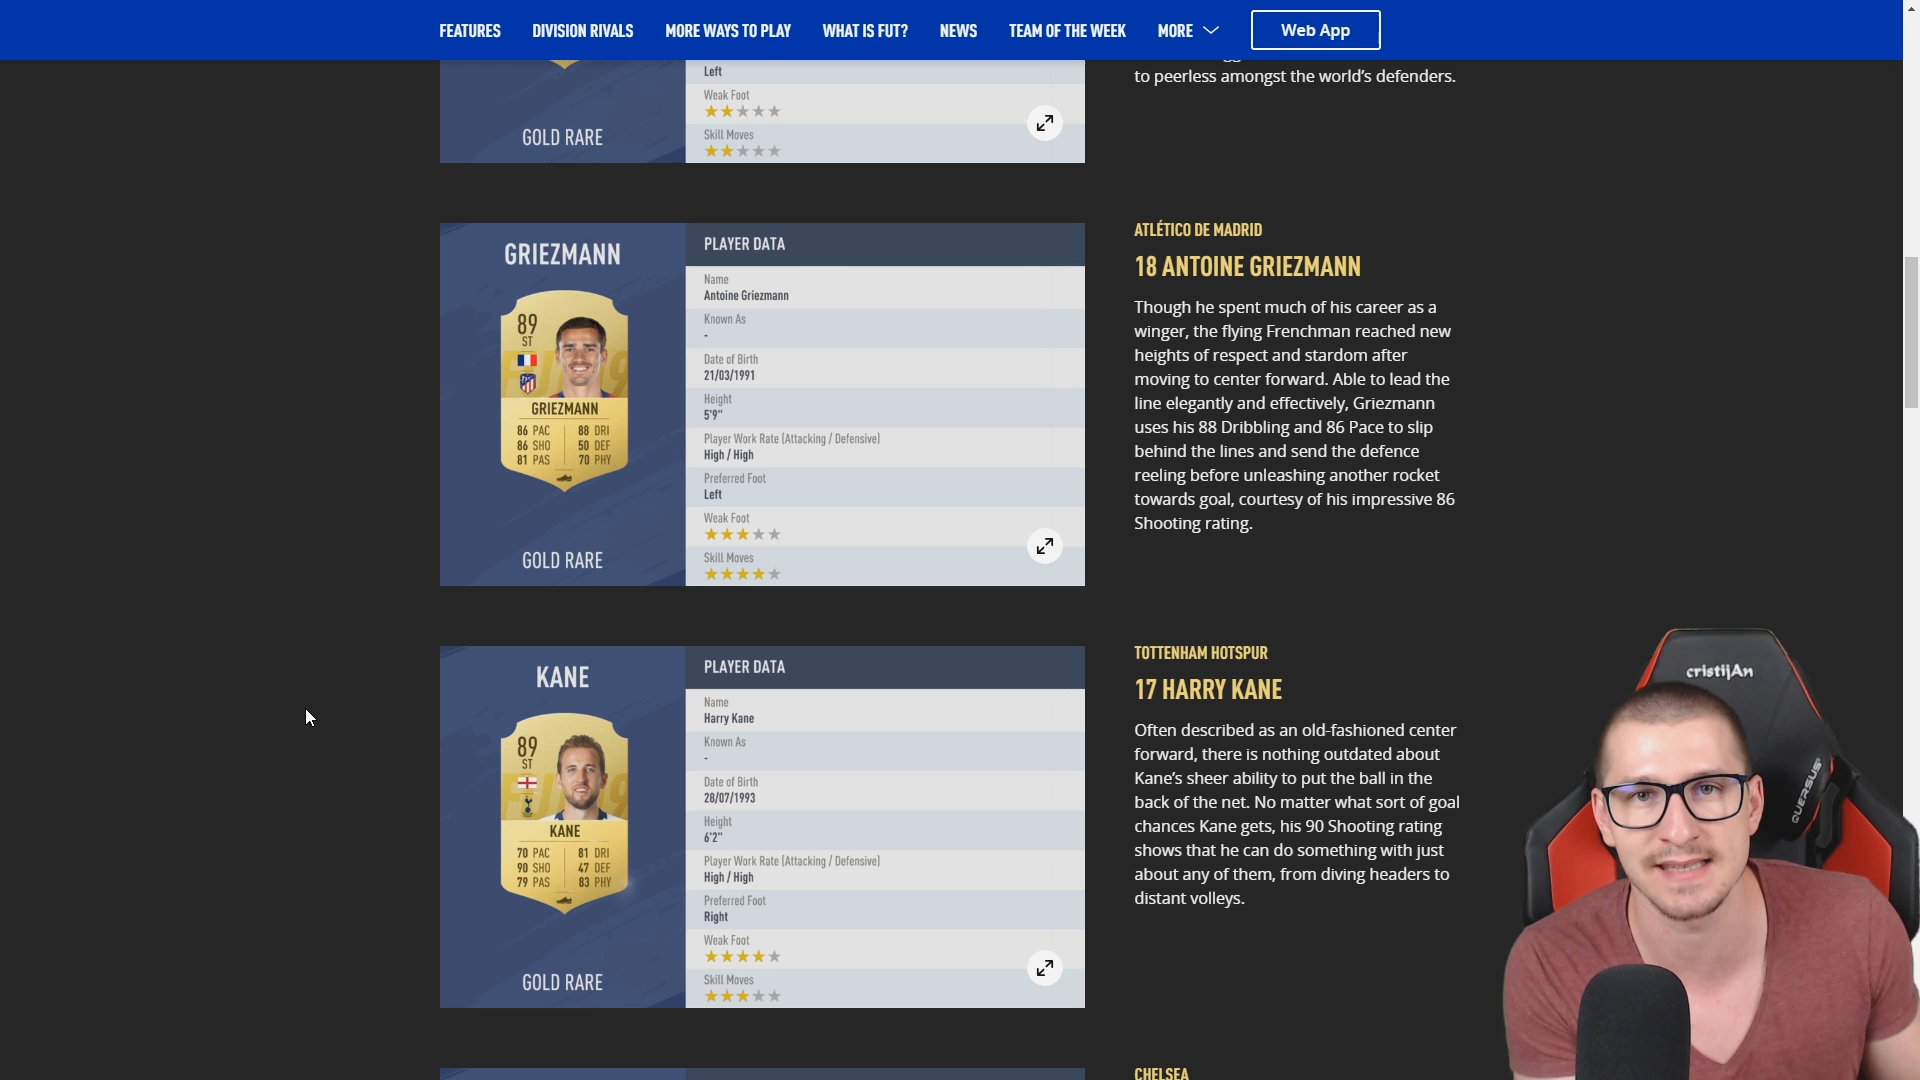 FEATURES DIVISION RIVALS MORE WAYS TO PLAY WHAT IS FUT? NEWS TEAM OF THE WEEK MORE Web App
Left
Weak Foot
Skill Moves
GOLD RARE
to peerless amongst the world's defenders.
GRIEZMANN
89
ST
GRIEZMANN
86 PAC 88 DRI
86 SHO 50 DEF
81 PAS 70 PHY
GOLD RARE
PLAYER DATA
Name
Antoine Griezmann
Known As
-
Date of Birth
21/03/1991
Height
5'9"
Player Work Rate (Attacking / Defensive)
High / High
Preferred Foot
Left
Weak Foot
Skill Moves
ATLÉTICO DE MADRID
18 ANTOINE GRIEZMANN
Though he spent much of his career as a
winger, the flying Frenchman reached new
heights of respect and stardom after
moving to center forward. Able to lead the
line elegantly and effectively, Griezmann
uses his 88 Dribbling and 86 Pace to slip
behind the lines and send the defence
reeling before unleashing another rocket
towards goal, courtesy of his impressive 86
Shooting rating.
KANE
89
ST
KANE
70 PAC 81 DRI
90 SHO 47 DEF
79 PAS 83 PHY
GOLD RARE
PLAYER DATA
Name
Harry Kane
Known As
-
Date of Birth
28/07/1993
Height
6'2"
Player Work Rate (Attacking / Defensive)
High / High
Preferred Foot
Right
Weak Foot
Skill Moves
TOTTENHAM HOTSPUR
17 HARRY KANE
Often described as an old-fashioned center
forward, there is nothing outdated about
Kane's sheer ability to put the ball in the
back of the net. No matter what sort of goal
chances Kane gets, his 90 Shooting rating
shows that he can do something with just
about any of them, from diving headers to
distant volleys.
CHELSEA
cristijAn
QUERSUS